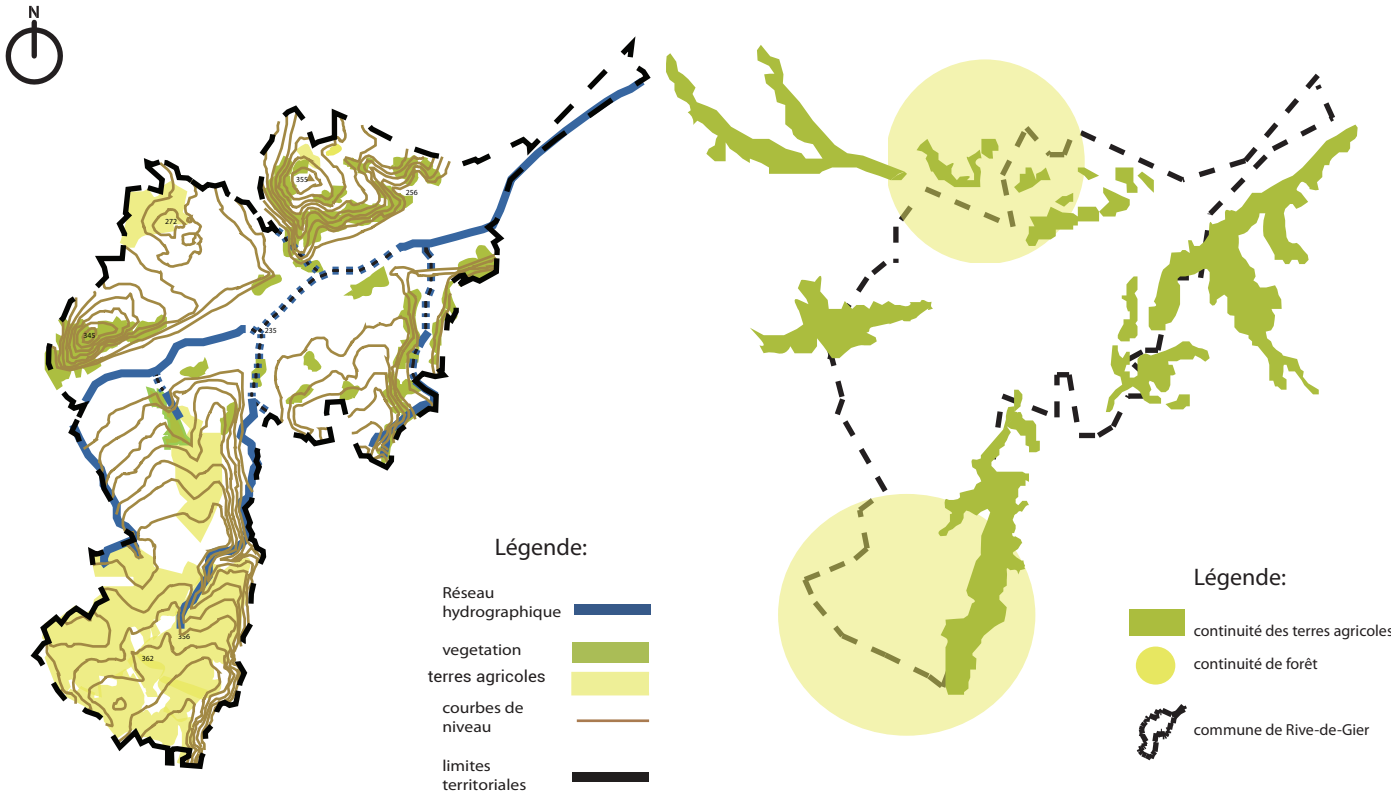 N
355
256
272
345
235
356
362
Légende:
Réseau
hydrographique
vegetation
terres agricoles
courbes de
niveau
limites
territoriales
Légende:
continuité des terres agricoles
continuité de forêt
commune de Rive-de-Gier